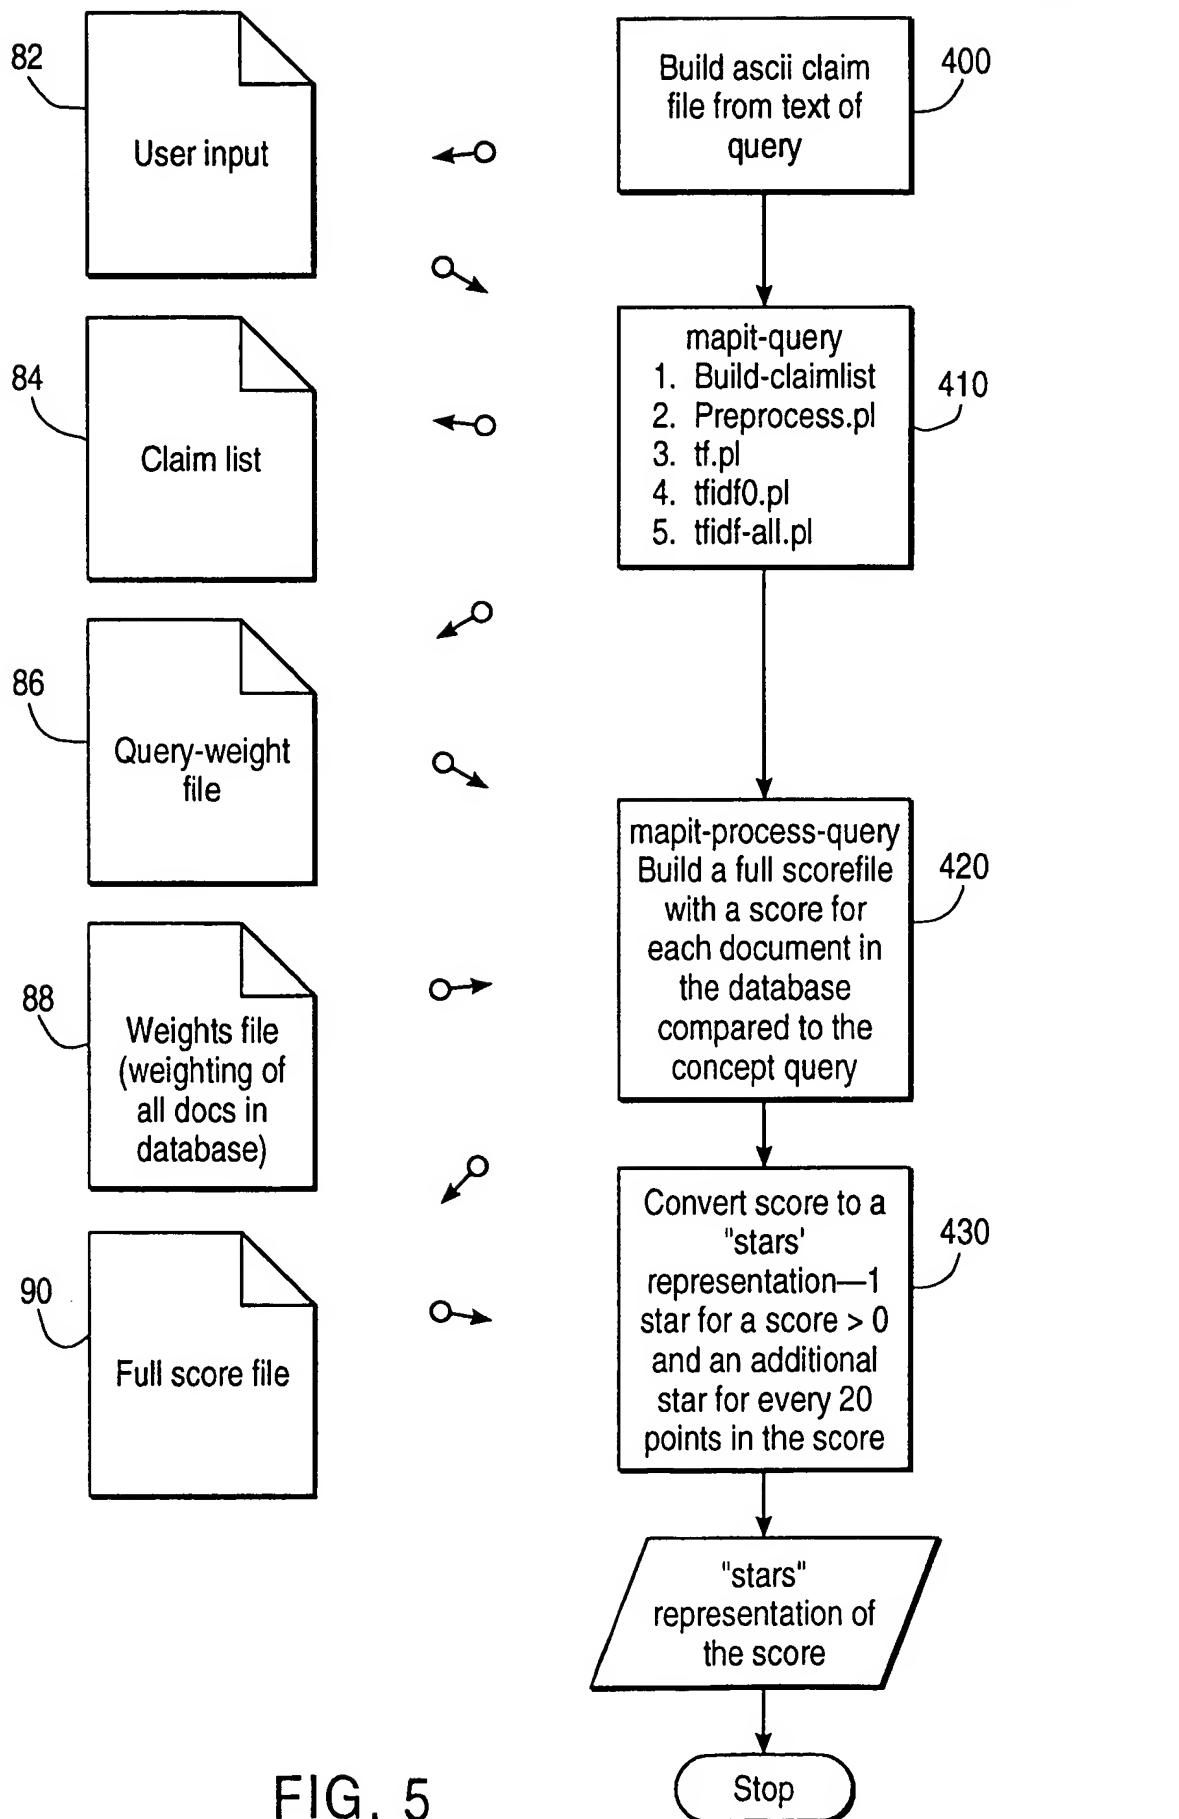 82
User input
84
Claim list
86
Query-weight
file
88
Weights file
(weighting of
all docs in
database)
90
Full score file
400
Build ascii claim
file from text of
query
410
mapit-query
1. Build-claimlist
2. Preprocess.pl
3. tf.pl
4. tfidf0.pl
5. tfidf-all.pl
420
mapit-process-query
Build a full scorefile
with a score for
each document in
the database
compared to the
concept query
430
Convert score to a
"stars'
representation—1
star for a score > 0
and an additional
star for every 20
points in the score
"stars"
representation of
the score
Stop
FIG. 5